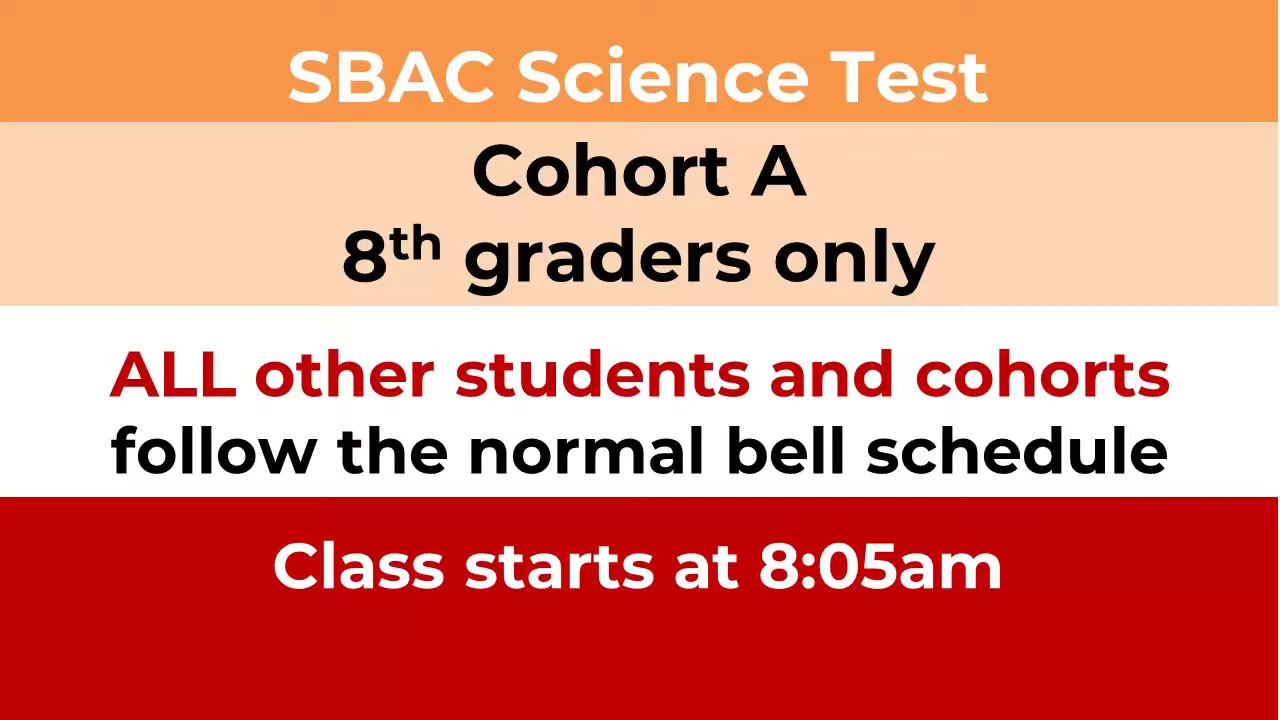 SBAC Science Test
Cohort A
8th graders only
ALL other students and cohorts
follow the normal bell schedule
Class starts at 8:05am